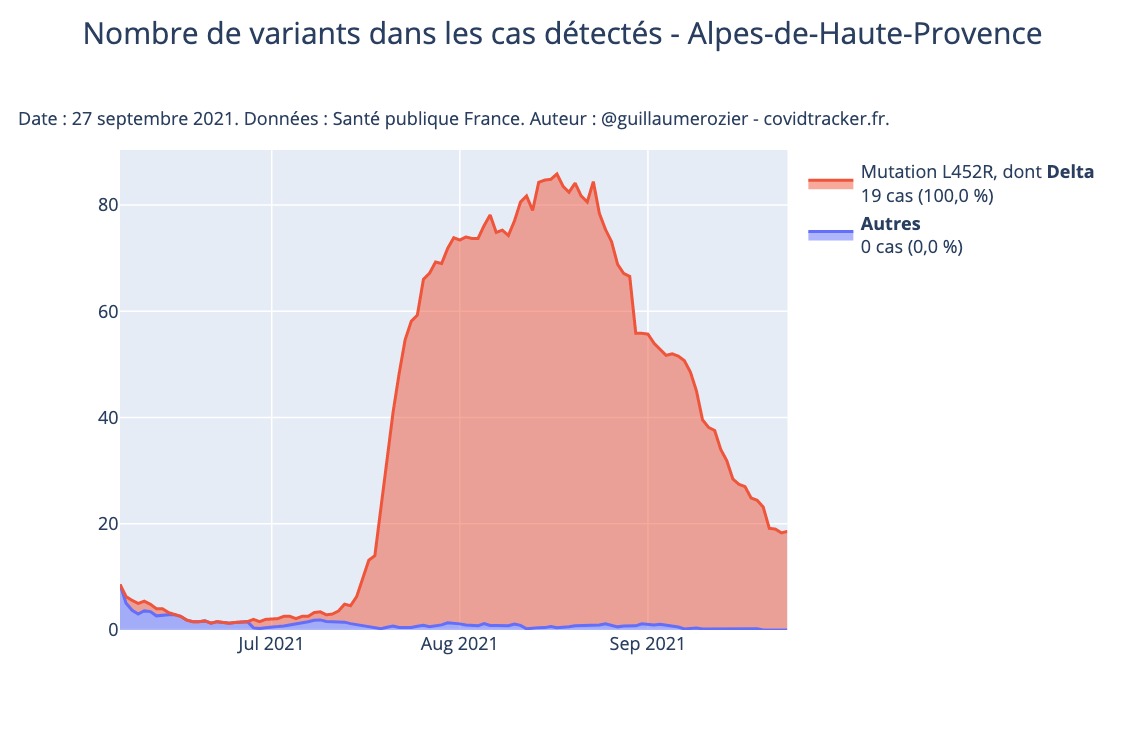 Nombre de variants dans les cas détectés - Alpes-de-Haute-Provence
Date : 27 septembre 2021. Données : Santé publique France. Auteur : @guillaumerozier - covidtracker.fr.
Mutation L452R, dont Delta
19 cas (100,0 %)
Autres
0 cas (0,0 %)
80
60
40
20
0
Jul 2021
Aug 2021
Sep 2021